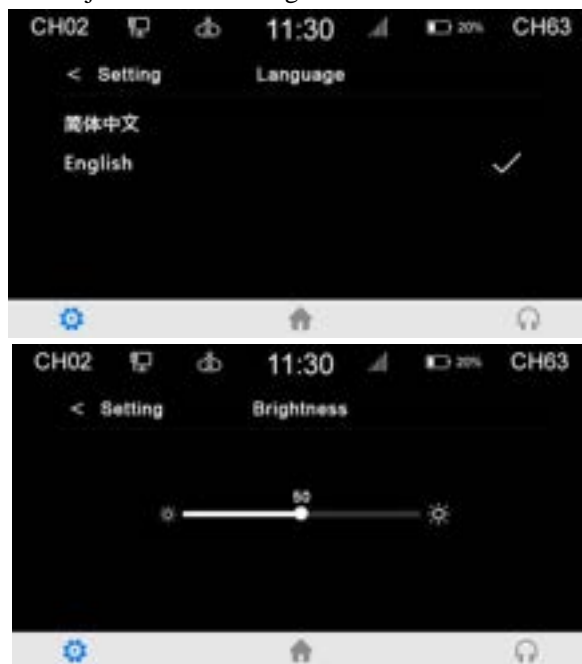 CH02 11:30 20% CH63
< Setting Language
简体中文
English
CH02 11:30 20% CH63
< Setting Brightness
50